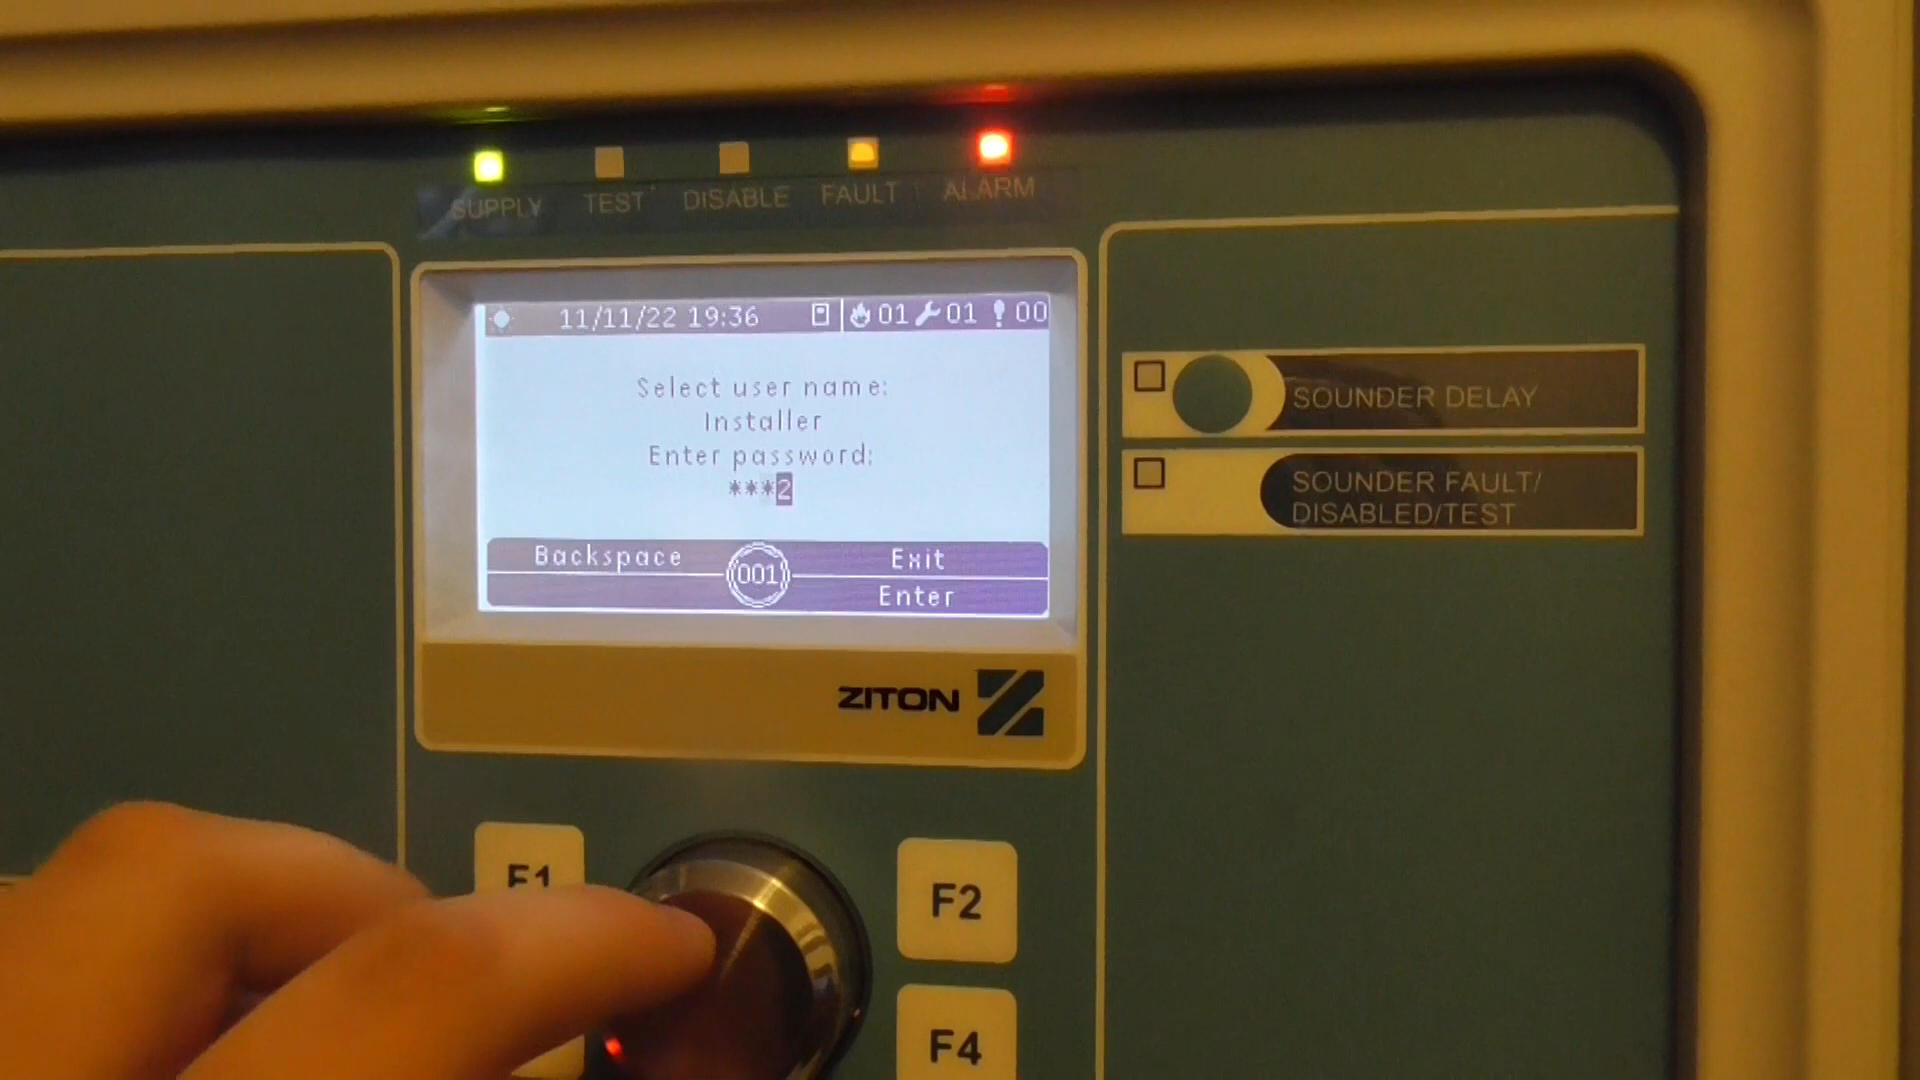 SUPPLY TEST DISABLE FAULT ALARM
11/11/22 19:36 01 01 00
Select user name:
Installer
Enter password:
***2
Backspace Exit
001
Enter
ZITON
SOUNDER DELAY
SOUNDER FAULT/
DISABLED/TEST
F1 F2
F4